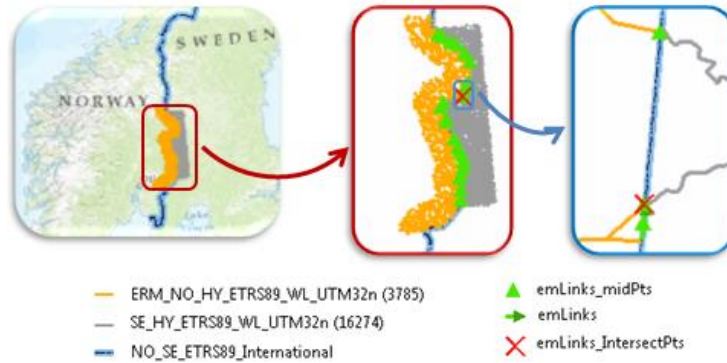 SWEDEN
NORWAY
ERM_NO_HY_ETRS89_WL_UTM32n (3785)
SE_HY_ETRS89_WL_UTM32n (16274)
NO_SE_ETRS89_International
emLinks_midPts
emLinks
emLinks_IntersectPts